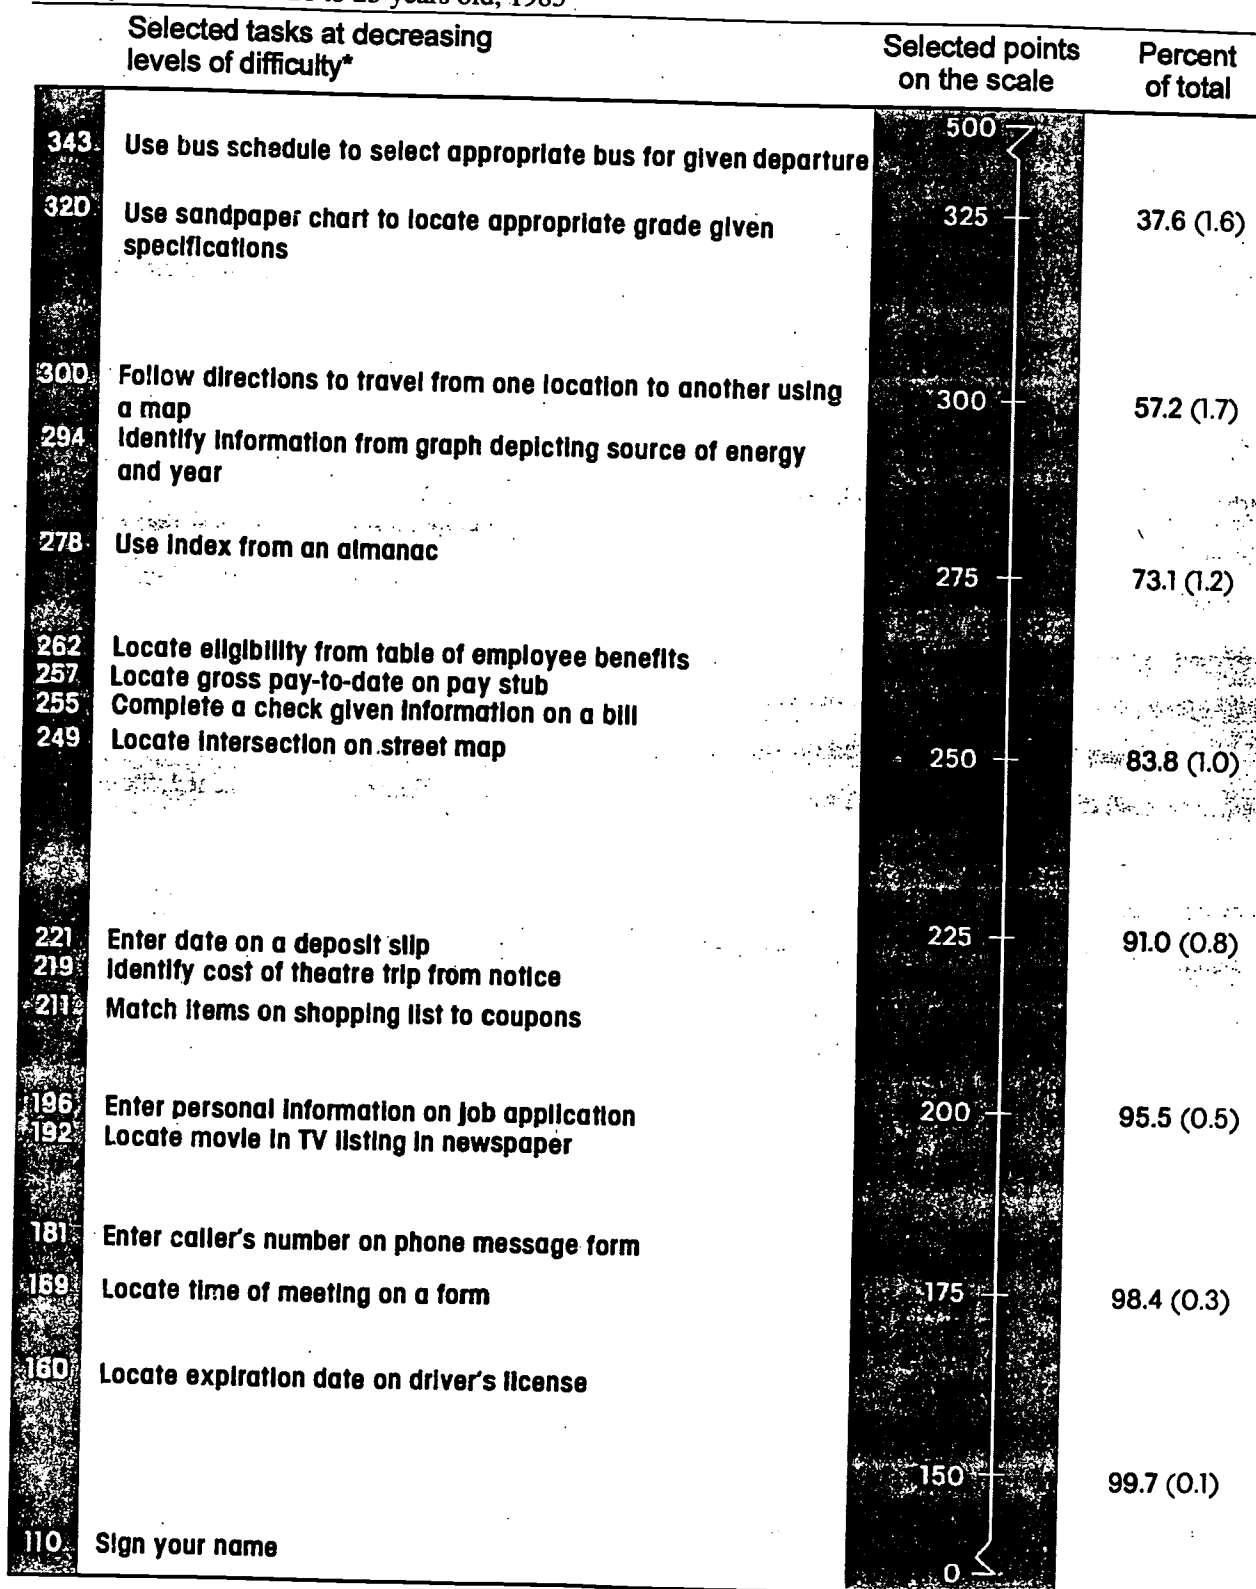 to 25 years old, 1985
Selected tasks at decreasing
levels of difficulty*
Selected points
on the scale
Percent
of total
500
343 Use bus schedule to select appropriate bus for given departure
320 Use sandpaper chart to locate appropriate grade given
specifications
325 37.6 (1.6)
300 Follow directions to travel from one location to another using
a map
300 57.2 (1.7)
294 Identify information from graph depicting source of energy
and year
278 Use index from an almanac
275 73.1 (1.2)
262 Locate eligibility from table of employee benefits
257 Locate gross pay-to-date on pay stub
255 Complete a check given information on a bill
249 Locate intersection on street map
250 83.8 (1.0)
221 Enter date on a deposit slip
225 91.0 (0.8)
219 Identify cost of theatre trip from notice
211 Match items on shopping list to coupons
196 Enter personal information on job application
200 95.5 (0.5)
192 Locate movie in TV listing in newspaper
181 Enter caller's number on phone message form
169 Locate time of meeting on a form
175 98.4 (0.3)
160 Locate expiration date on driver's license
150 99.7 (0.1)
110 Sign your name
0